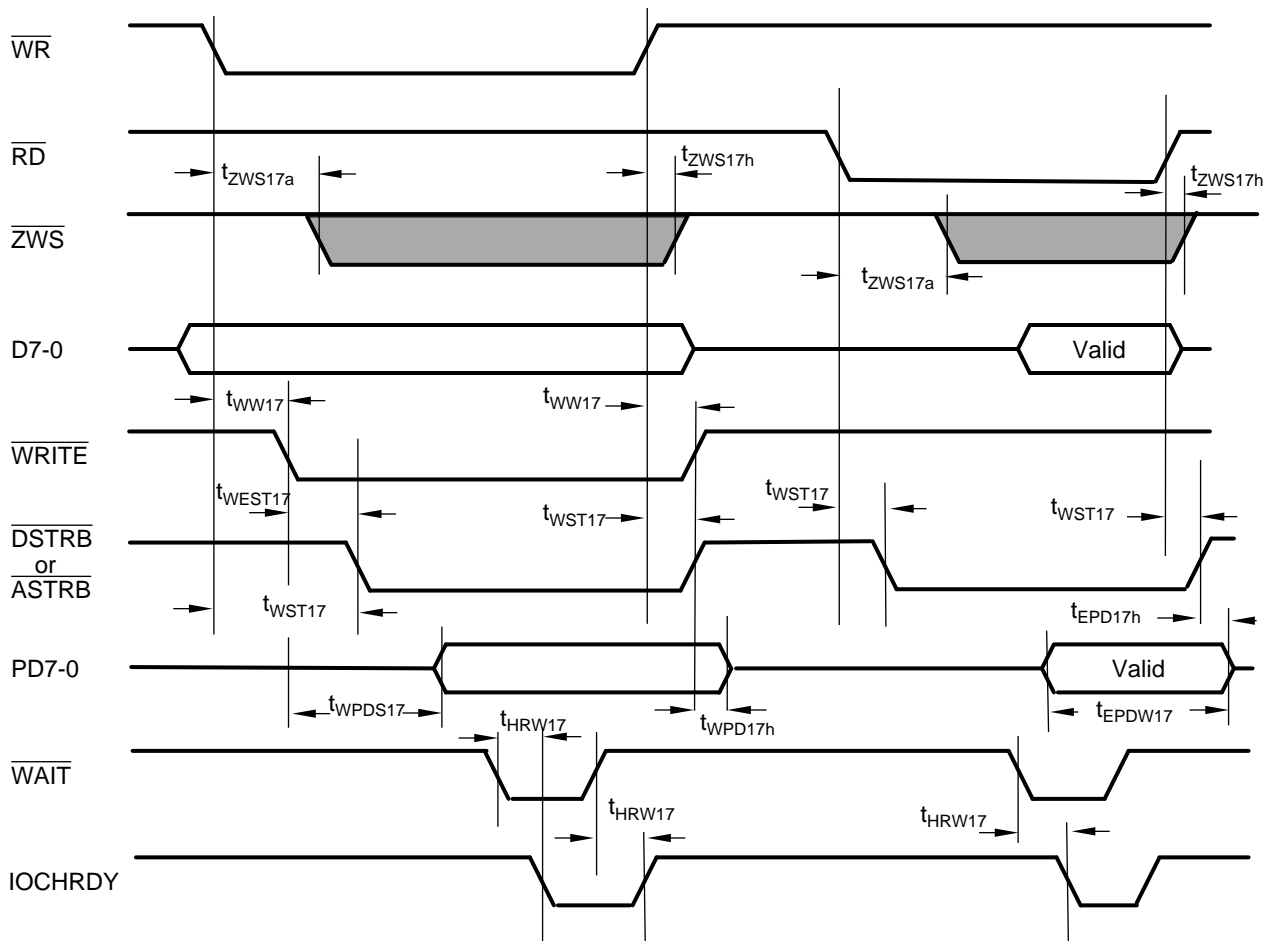 WR
RD
tZWS17a
tZWS17h
tZWS17h
ZWS
tZWS17a
D7-0
Valid
tWW17
tWW17
WRITE
tWEST17
tWST17
tWST17
tWST17
DSTRB
or
ASTRB
tWST17
tEPD17h
PD7-0
Valid
tWPDS17
tHRW17
tWPD17h
tEPDW17
WAIT
tHRW17
tHRW17
IOCHRDY